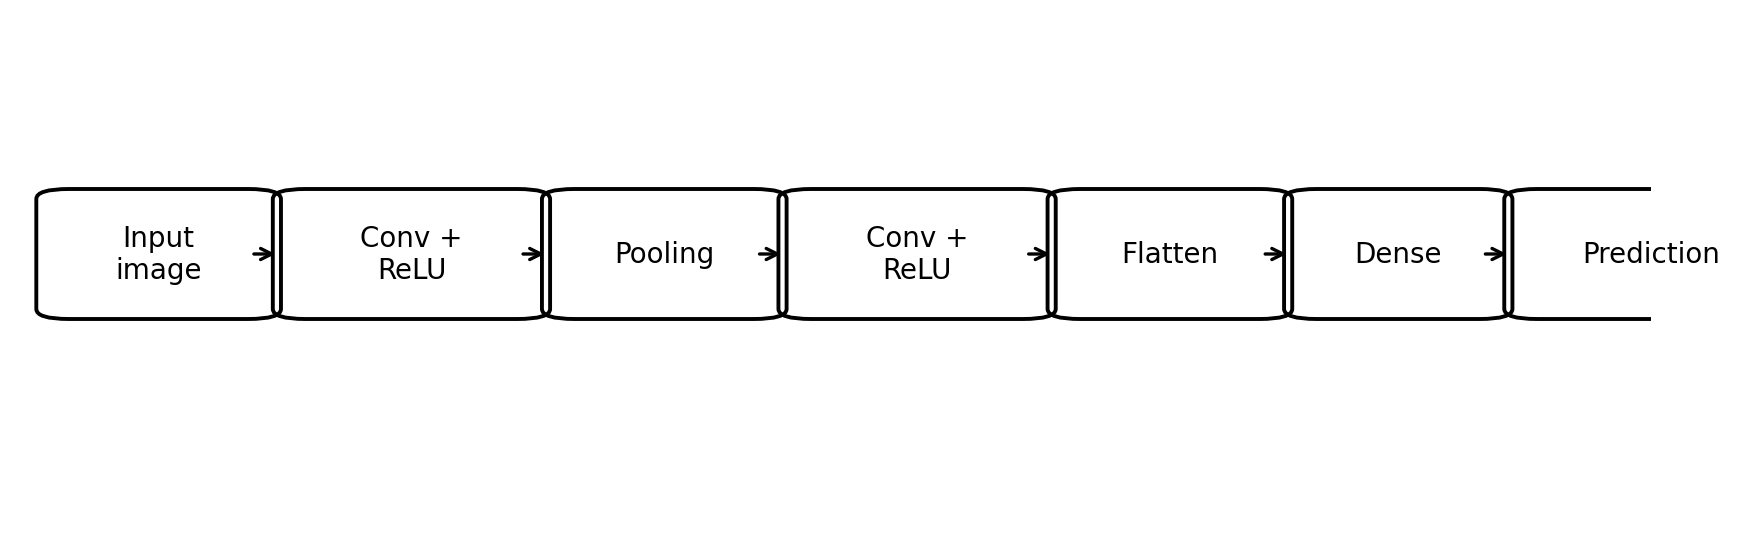 Input
image
Conv +
ReLU
Pooling
Conv +
ReLU
Flatten
Dense
Prediction